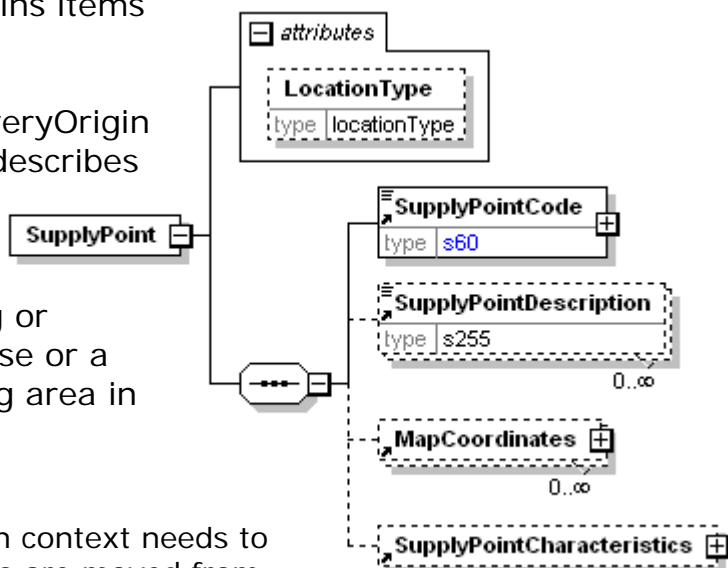 ins items
eryOrigin
describes
g or
se or a
g area in
n context needs to
s are moved from
attributes
LocationType
type locationType
SupplyPoint
SupplyPointCode
type s60
SupplyPointDescription
type s255
0..∞
MapCoordinates
0..∞
SupplyPointCharacteristics